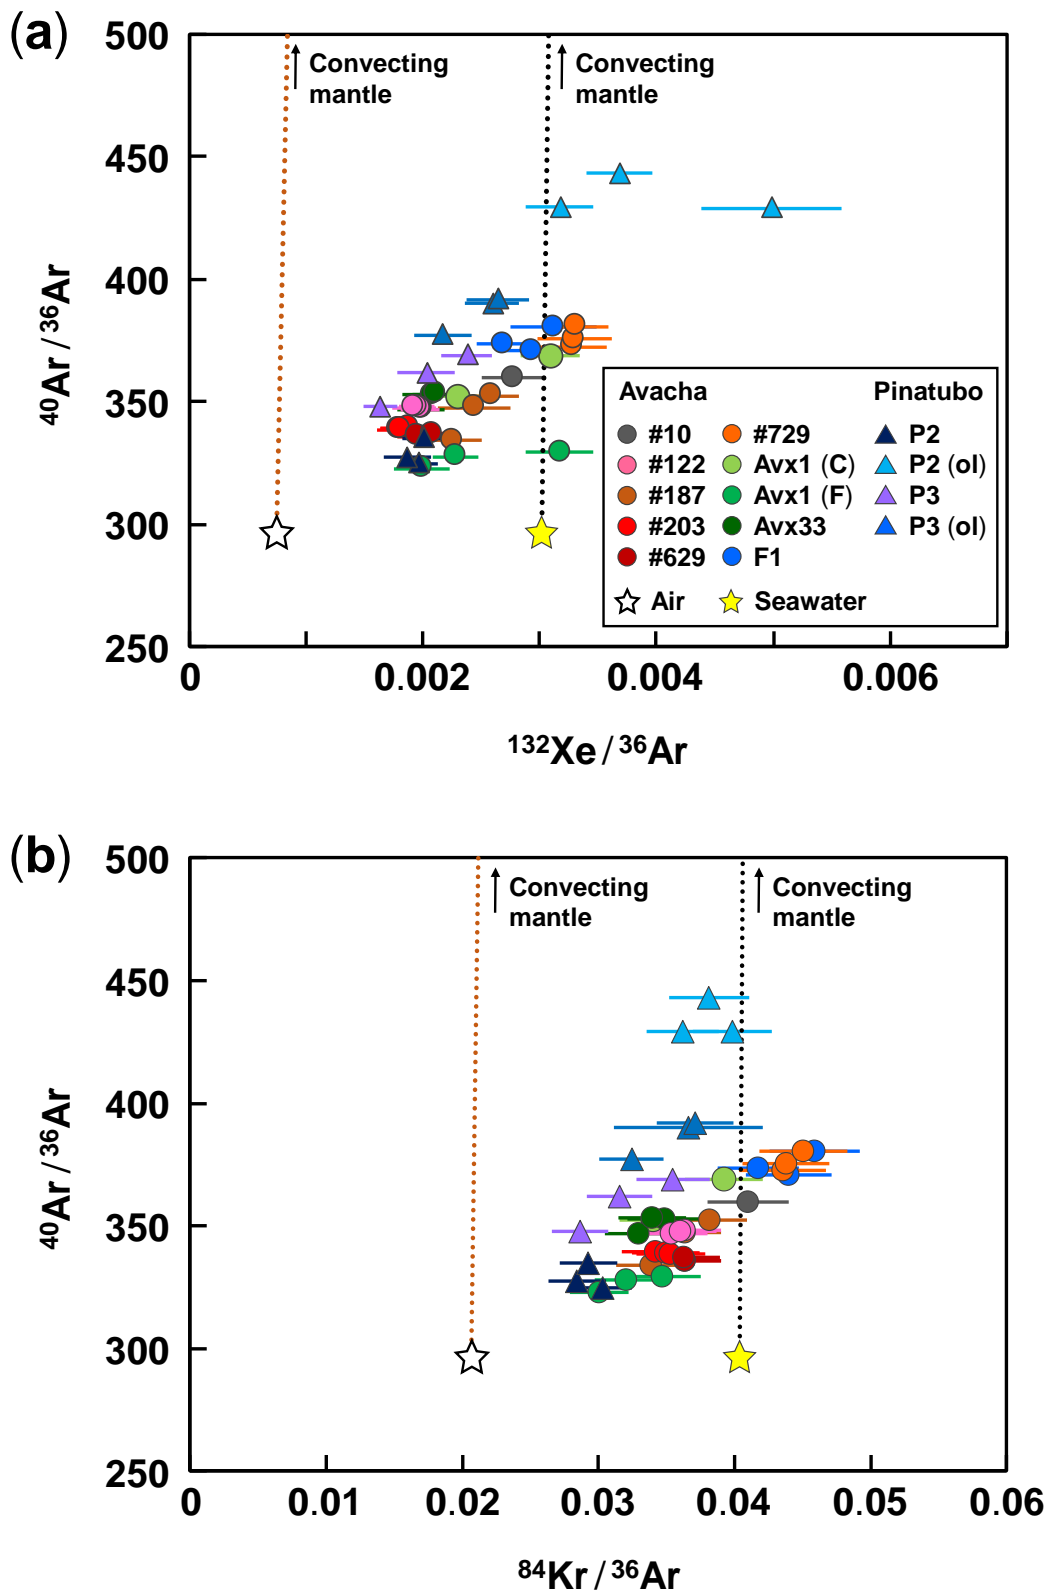 (a)
500
450
400
350
300
250
⁴⁰Ar / ³⁶Ar
Convecting
mantle
Convecting
mantle
Avacha
Pinatubo
#10
#729
P2
#122
Avx1 (C)
P2 (ol)
#187
Avx1 (F)
P3
#203
Avx33
P3 (ol)
#629
F1
Air
Seawater
0
0.002
0.004
0.006
¹³²Xe / ³⁶Ar
(b)
500
450
400
350
300
250
⁴⁰Ar / ³⁶Ar
Convecting
mantle
Convecting
mantle
0
0.01
0.02
0.03
0.04
0.05
0.06
⁸⁴Kr / ³⁶Ar